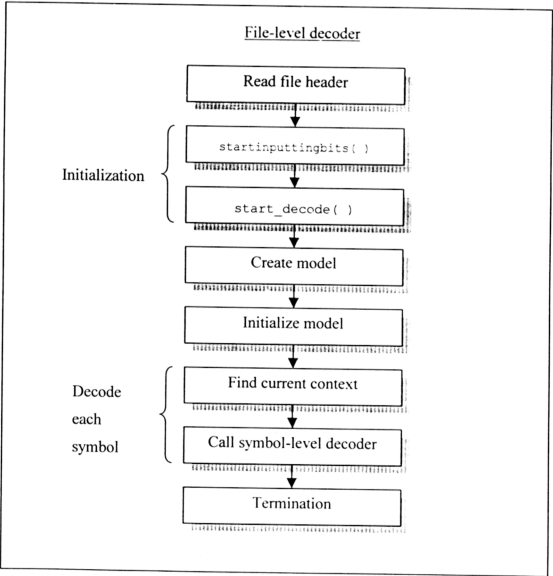 File-level decoder
Read file header
Initialization
startinputtingbits( )
start_decode( )
Create model
Initialize model
Decode
each
symbol
Find current context
Call symbol-level decoder
Termination